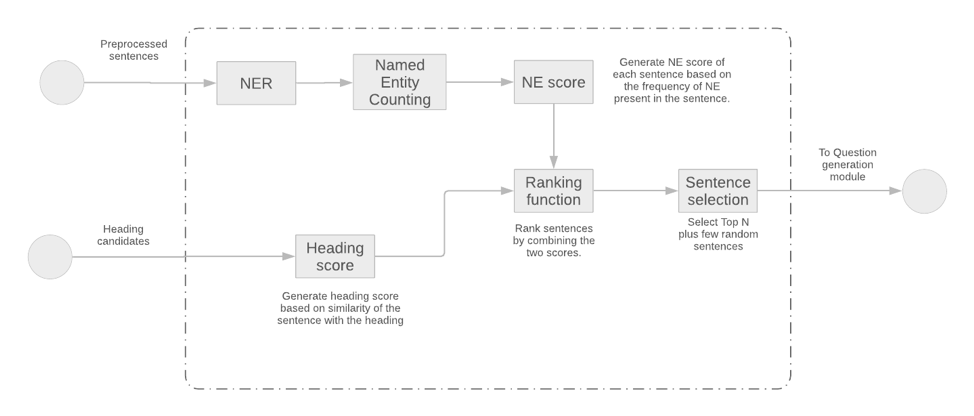 Preprocessed
sentences
NER
Named
Entity
Counting
NE score
Generate NE score of
each sentence based on
the frequency of NE
present in the sentence.
To Question
generation
module
Ranking
function
Sentence
selection
Rank sentences
by combining the
two scores.
Select Top N
plus few random
sentences
Heading
candidates
Heading
score
Generate heading score
based on similarity of the
sentence with the heading